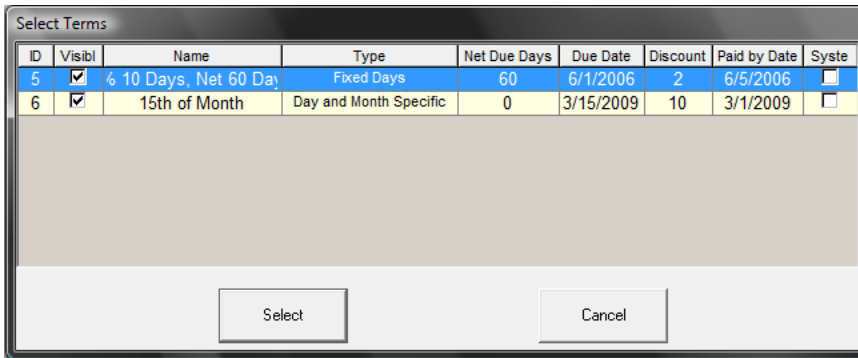 Select Terms
ID Visibl Name Type Net Due Days Due Date Discount Paid by Date Syste
5 % 10 Days, Net 60 Day Fixed Days 60 6/1/2006 2 6/5/2006
6 15th of Month Day and Month Specific 0 3/15/2009 10 3/1/2009
Select Cancel